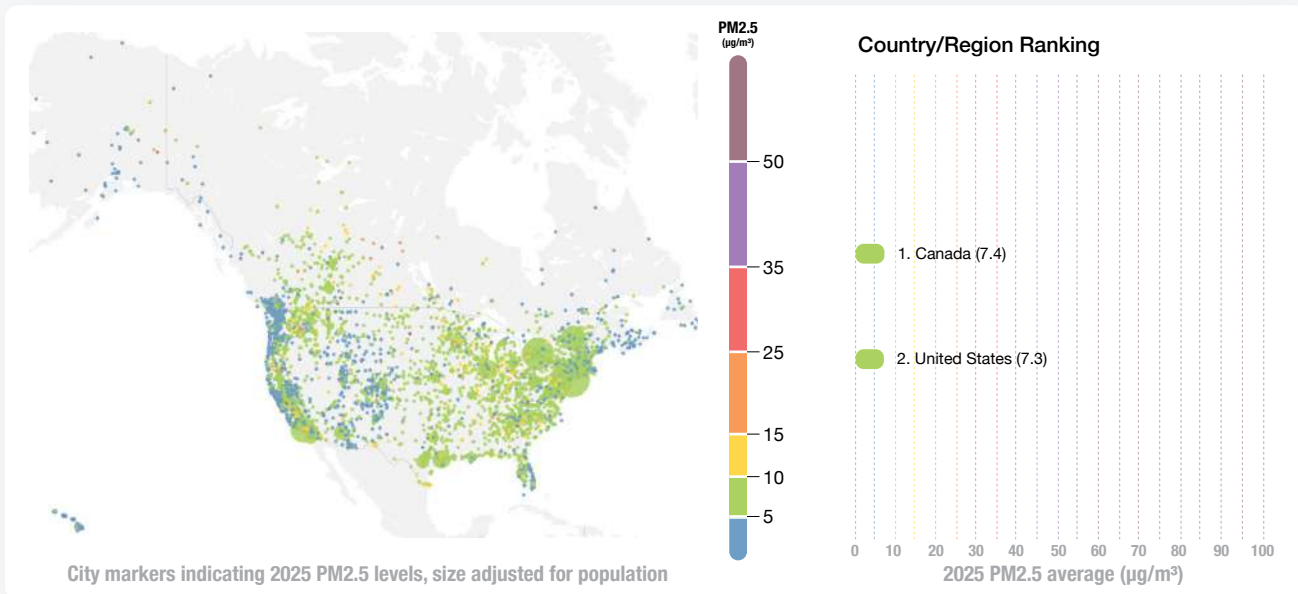 PM2.5
(µg/m³)
50
35
25
15
10
5
City markers indicating 2025 PM2.5 levels, size adjusted for population
Country/Region Ranking
1. Canada (7.4)
2. United States (7.3)
0 10 20 30 40 50 60 70 80 90 100
2025 PM2.5 average (µg/m³)